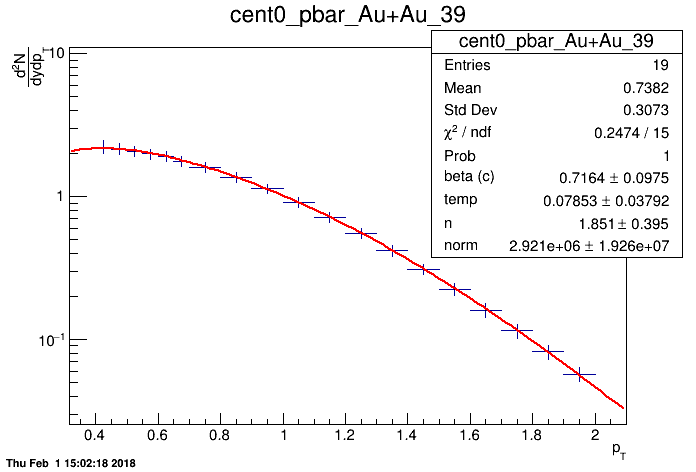 cent0_pbar_Au+Au_39
d²N
dydp_T
cent0_pbar_Au+Au_39
Entries 19
Mean 0.7382
Std Dev 0.3073
χ² / ndf 0.2474 / 15
Prob 1
beta (c) 0.7164 ± 0.0975
temp 0.07853 ± 0.03792
n 1.851 ± 0.395
norm 2.921e+06 ± 1.926e+07
10
1
10⁻¹
0.4 0.6 0.8 1 1.2 1.4 1.6 1.8 2
p_T
Thu Feb 1 15:02:18 2018